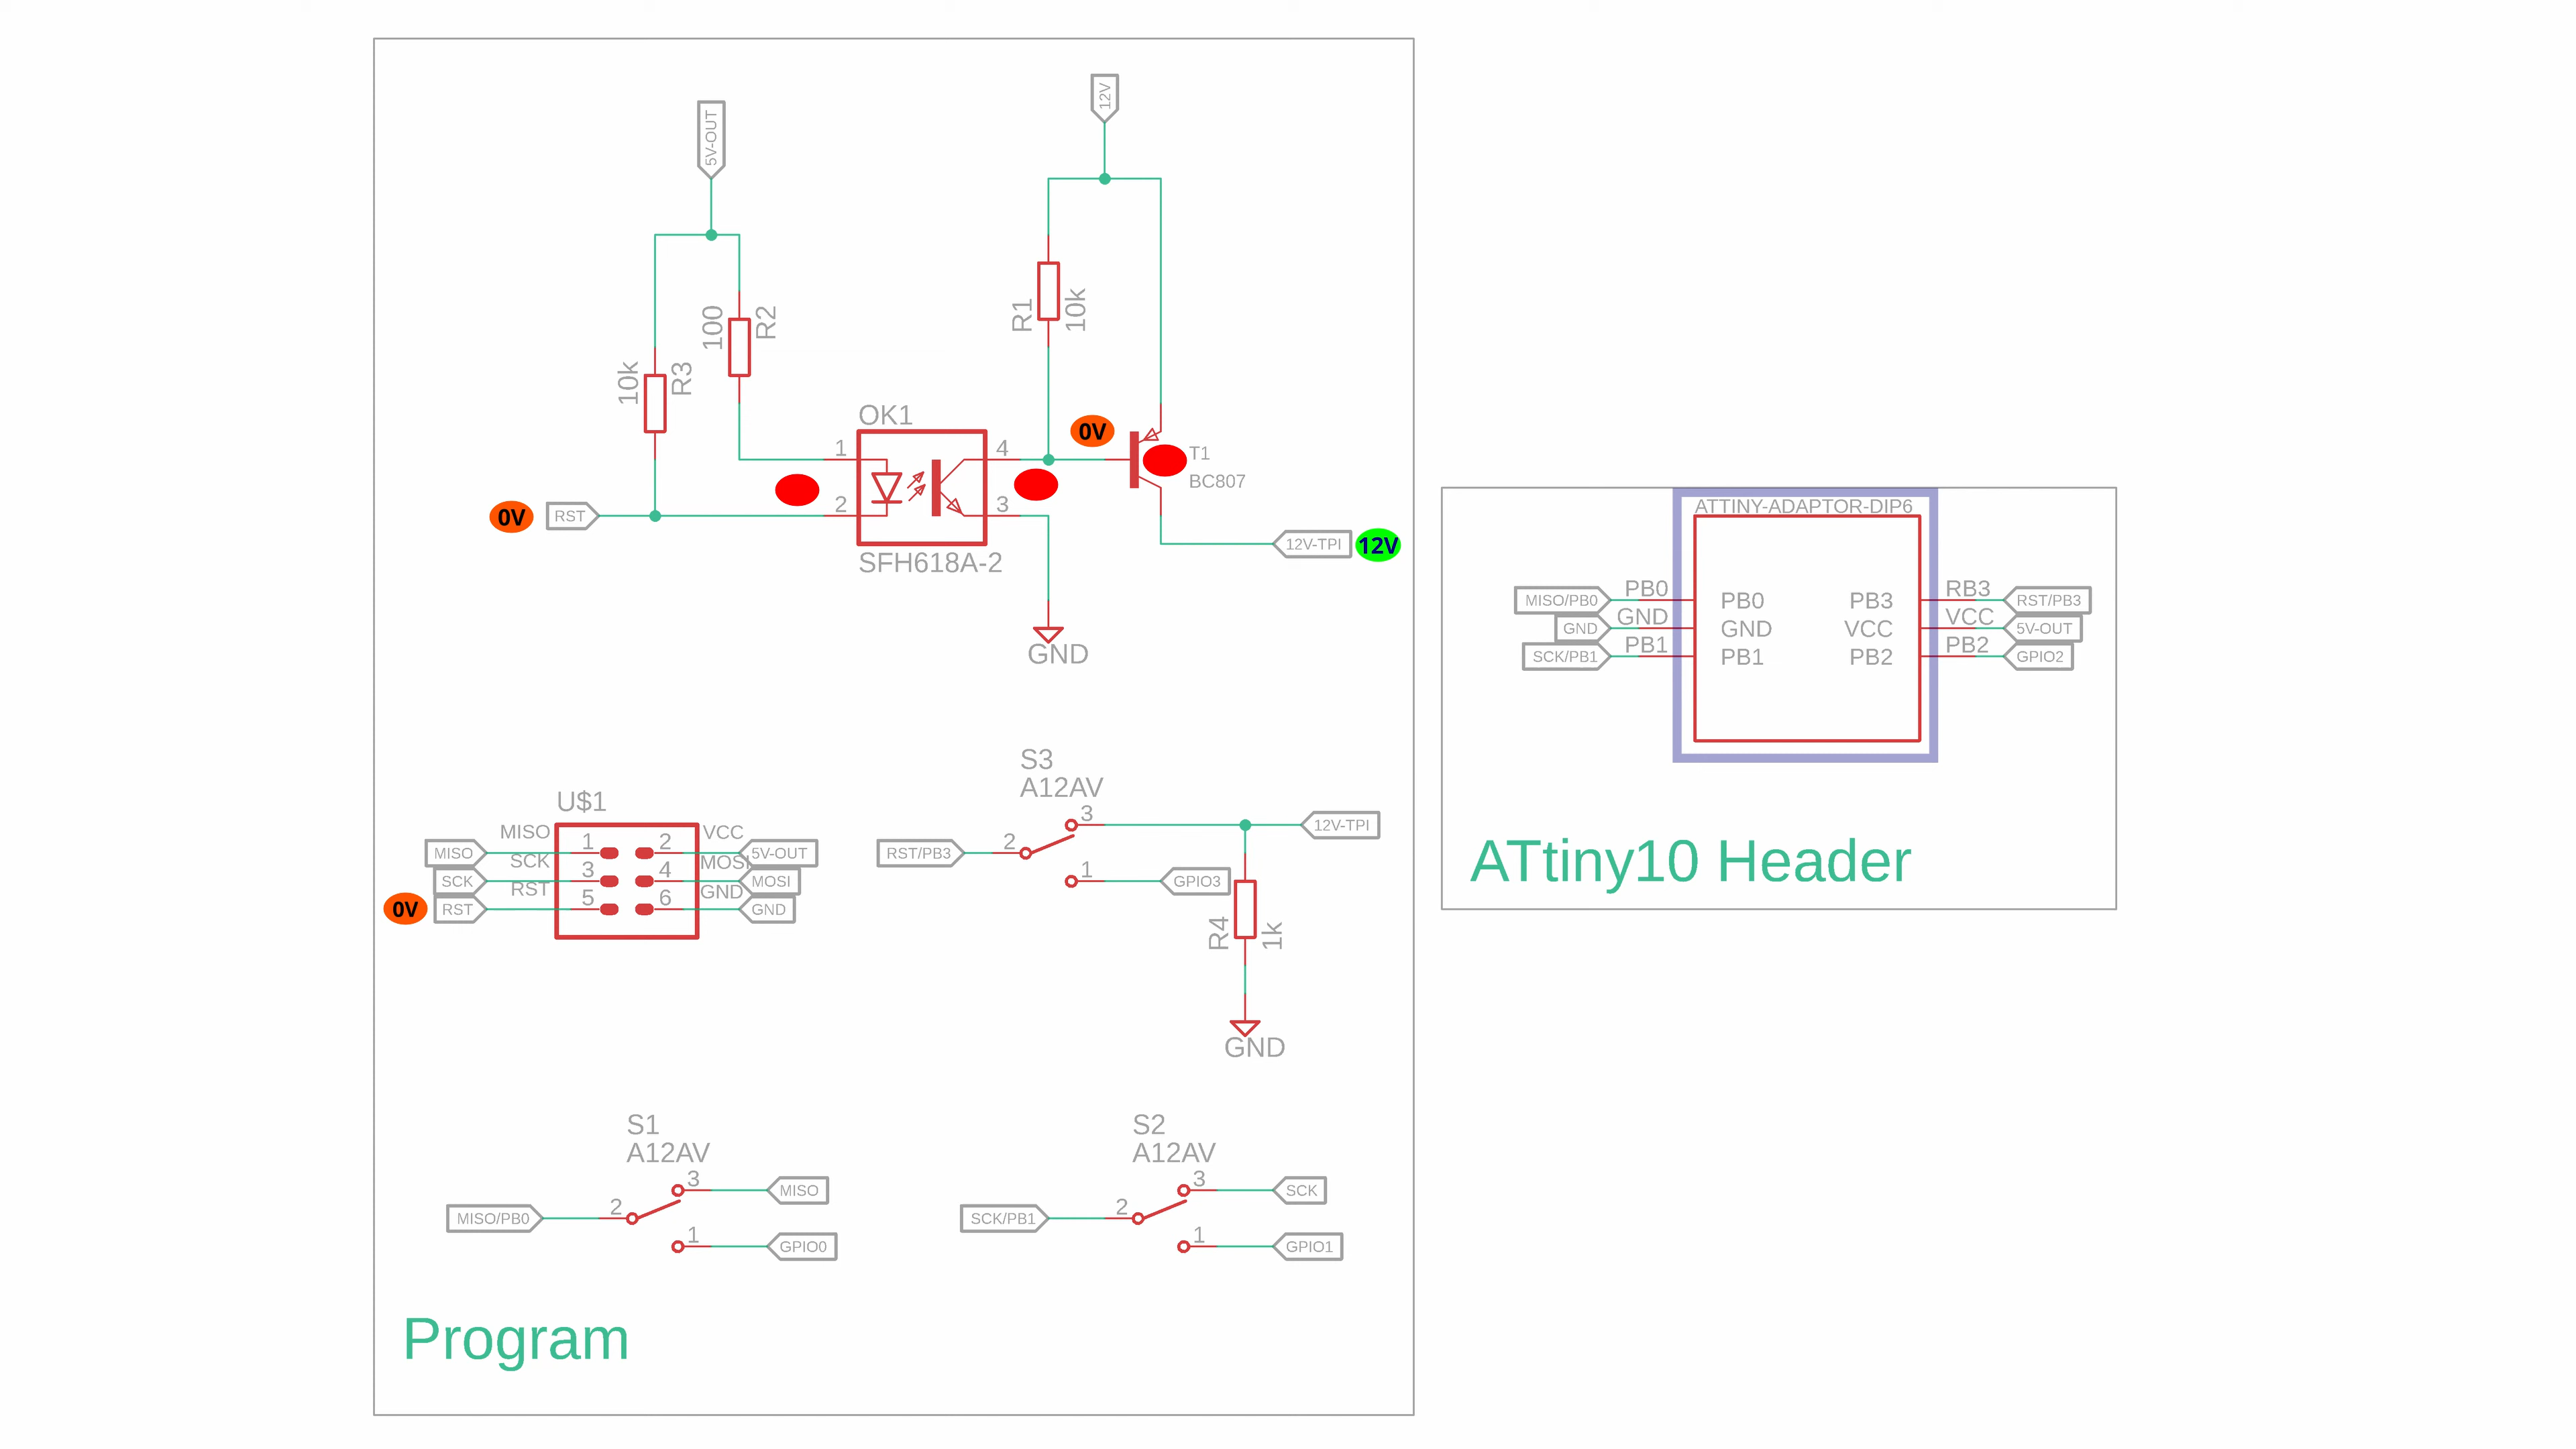 12V
5V-OUT
R1
10k
100
R2
10k
R3
OK1
1
4
0V
T1
BC807
2
3
0V
RST
12V-TPI
12V
SFH618A-2
GND
ATTINY-ADAPTOR-DIP6
MISO/PB0
PB0
PB0
PB3
RB3
RST/PB3
GND
GND
GND
VCC
VCC
5V-OUT
SCK/PB1
PB1
PB1
PB2
PB2
GPIO2
ATtiny10 Header
U$1
MISO
MISO
1
2
VCC
5V-OUT
SCK
SCK
3
4
MOSI
MOSI
0V
RST
RST
5
6
GND
GND
S3
A12AV
RST/PB3
2
3
12V-TPI
1
GPIO3
R4
1k
GND
S1
A12AV
3
MISO
MISO/PB0
2
1
GPIO0
S2
A12AV
3
SCK
SCK/PB1
2
1
GPIO1
Program